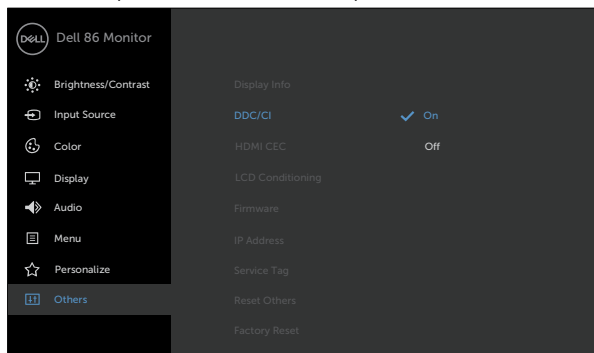 DELL Dell 86 Monitor
Brightness/Contrast
Display Info
Input Source
DDC/CI
On
Color
HDMI CEC
Off
Display
LCD Conditioning
Audio
Firmware
Menu
IP Address
Personalize
Service Tag
Others
Reset Others
Factory Reset